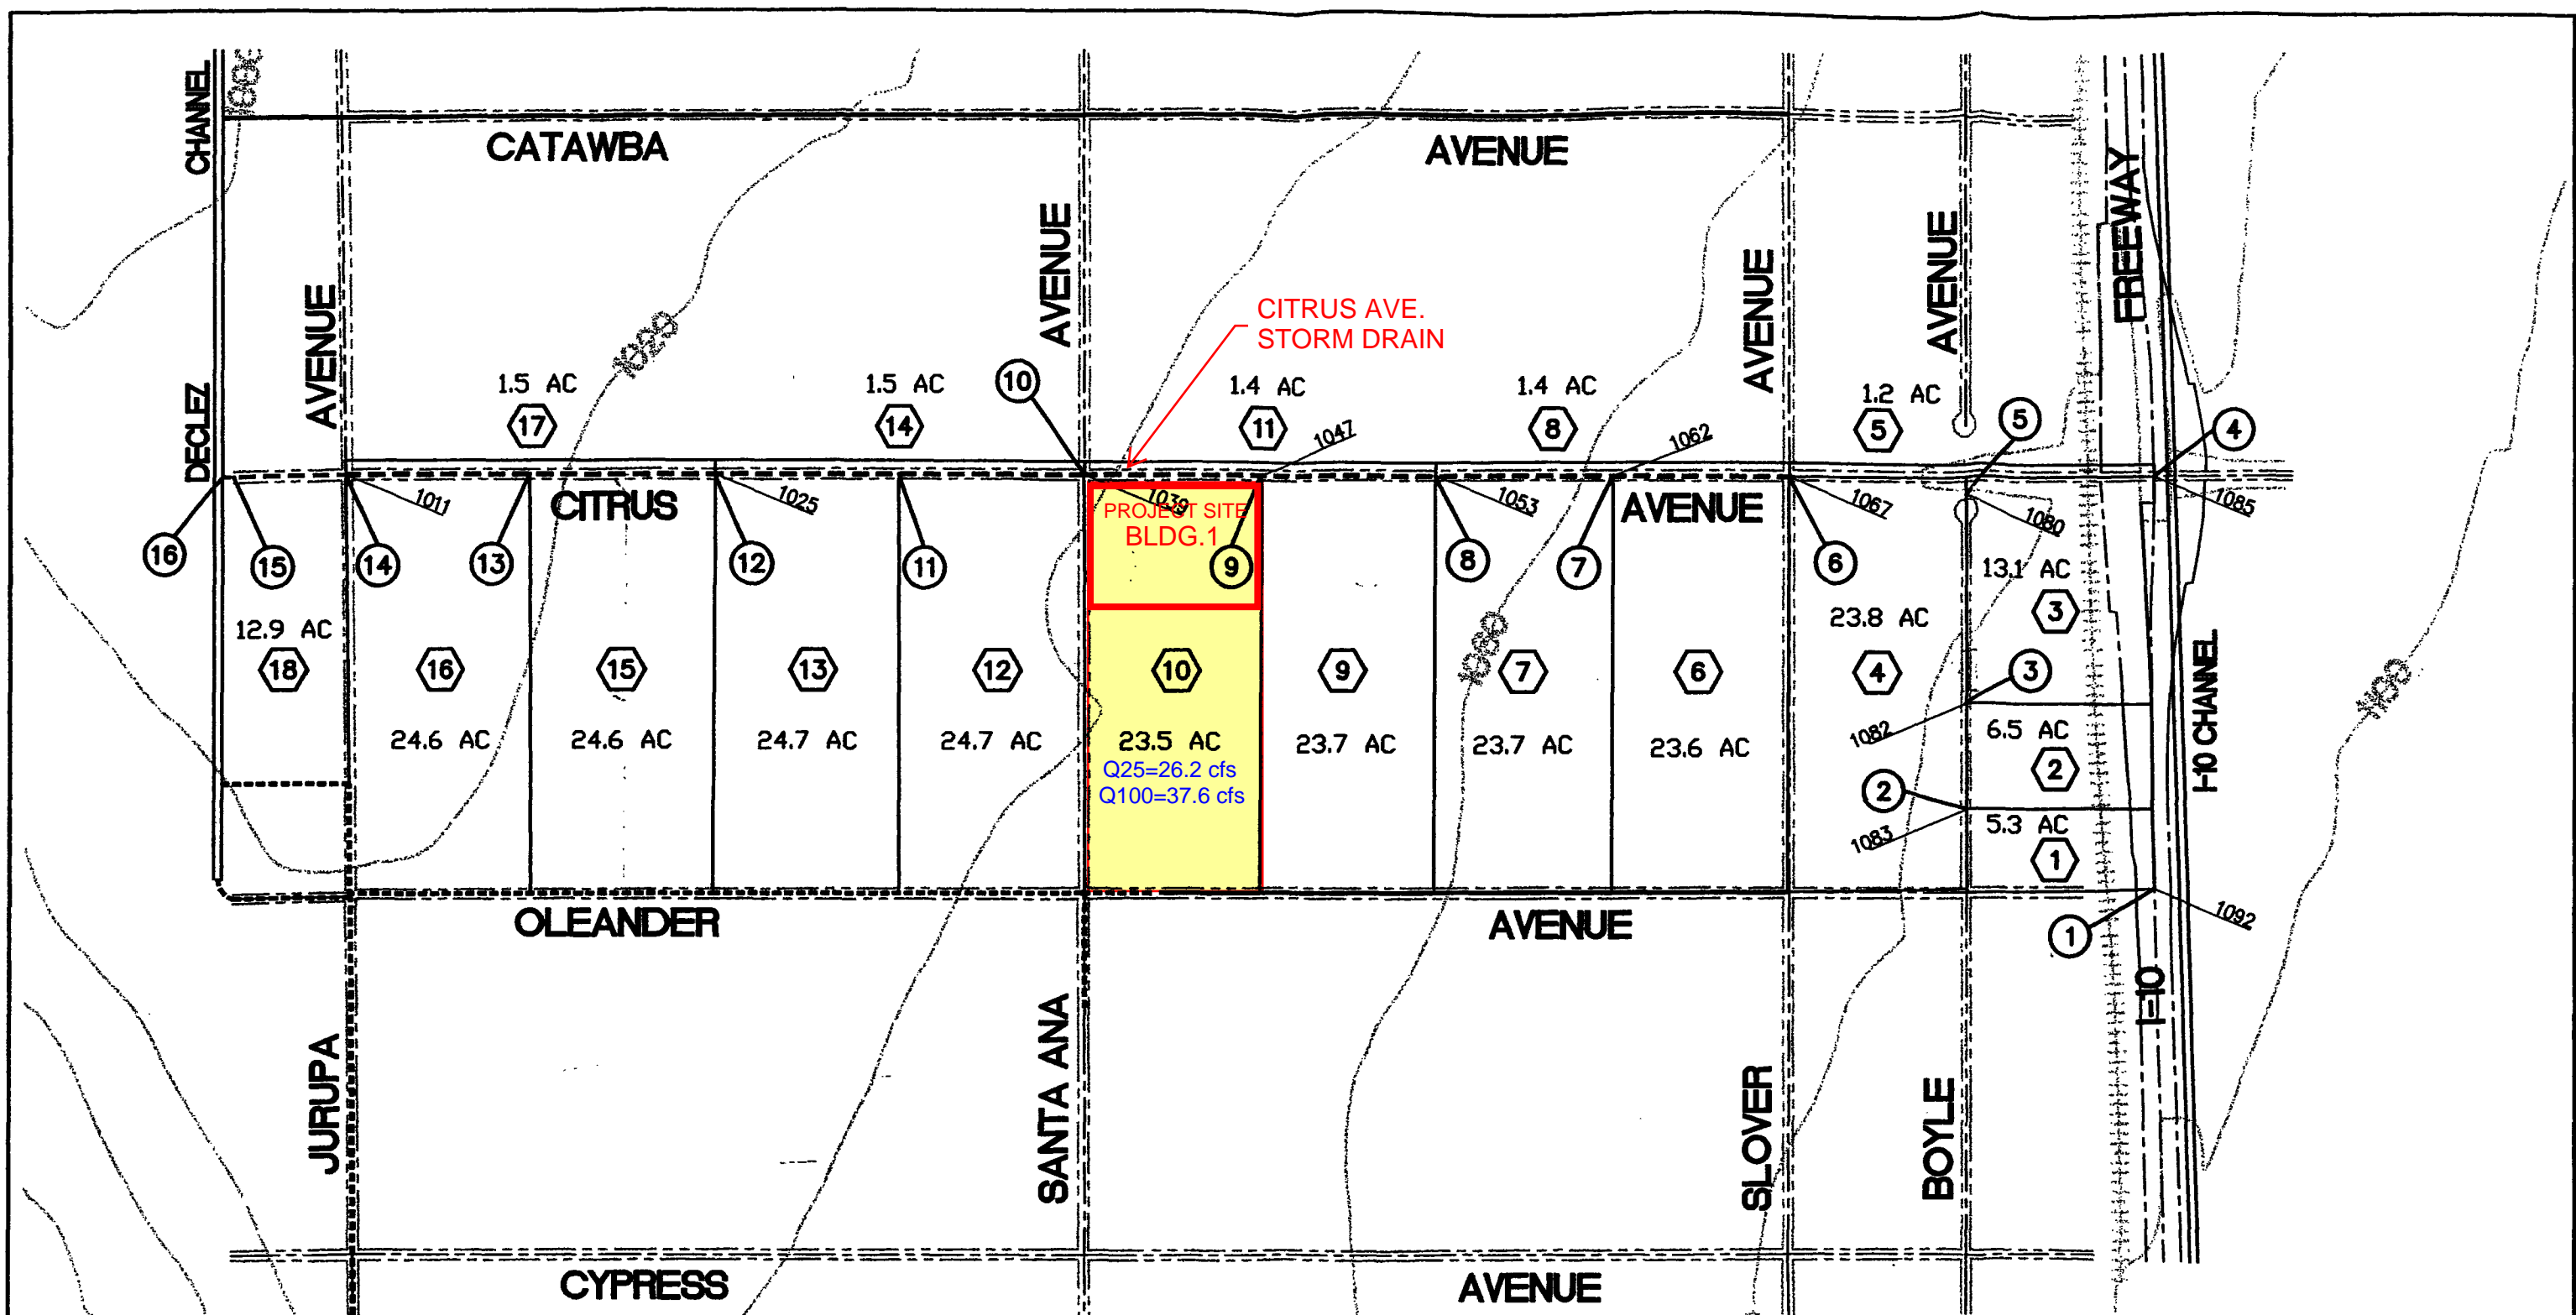 CHANNEL
CATAWBA
AVENUE
FREEWAY
AVENUE
AVENUE
AVENUE
AVENUE
CITRUS AVE.
STORM DRAIN
1029
DECLEZ
1.5 AC
17
1.5 AC
14
10
1.4 AC
11
1047
1.4 AC
8
1062
1.2 AC
5
5
4
1011
CITRUS
1025
1039
PROJECT SITE
BLDG.1
1053
AVENUE
1067
1080
1085
16
15
14
13
12
11
9
8
7
6
13.1 AC
3
12.9 AC
18
16
15
13
12
10
9
7
6
23.8 AC
4
3
1082
24.6 AC
24.6 AC
24.7 AC
24.7 AC
23.5 AC
Q25=26.2 cfs
Q100=37.6 cfs
23.7 AC
23.7 AC
23.6 AC
6.5 AC
2
I-10 CHANNEL
2
1083
5.3 AC
1
OLEANDER
AVENUE
1
1092
I-10
JURUPA
SANTA ANA
SLOVER
BOYLE
CYPRESS
AVENUE